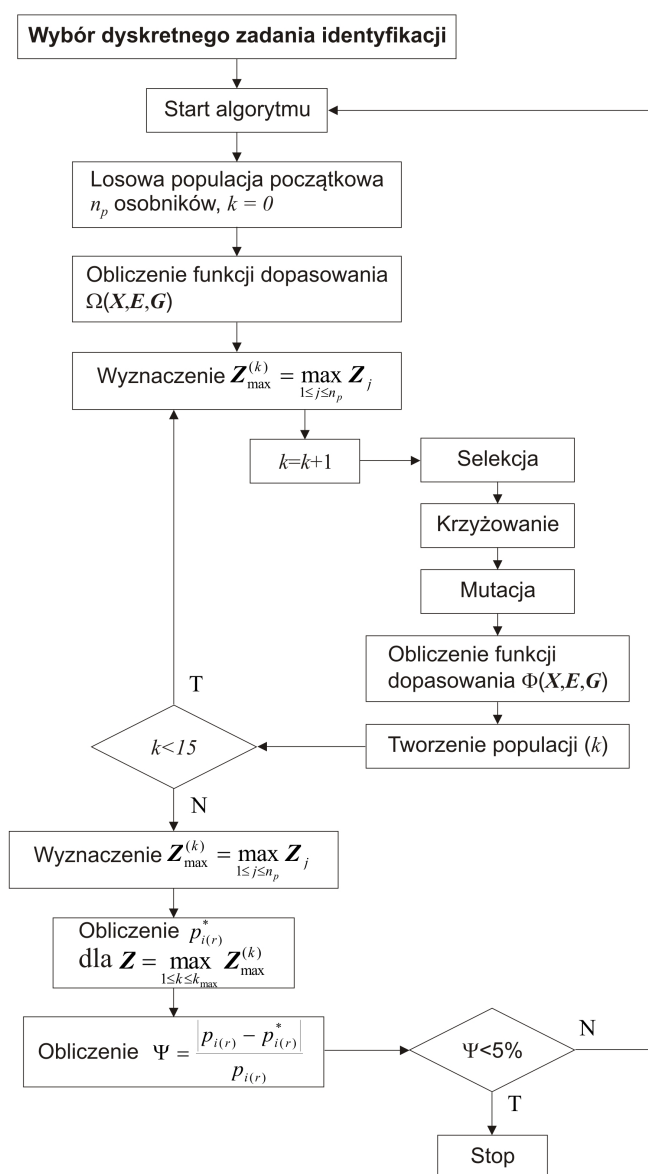 Wybór dyskretnego zadania identyfikacji
Start algorytmu
Losowa populacja początkowa
n_p osobników, k = 0
Obliczenie funkcji dopasowania
Ω(X,E,G)
Wyznaczenie Z_max^(k) = max_{1≤j≤n_p} Z_j
k=k+1
Selekcja
Krzyżowanie
Mutacja
Obliczenie funkcji
dopasowania Φ(X,E,G)
Tworzenie populacji (k)
T
k<15
N
Wyznaczenie Z_max^(k) = max_{1≤j≤n_p} Z_j
Obliczenie p*_i(r)
dla Z = max_{1≤k≤k_max} Z_max^(k)
Obliczenie Ψ = |p_i(r) − p*_i(r)| / p_i(r)
Ψ<5%
N
T
Stop